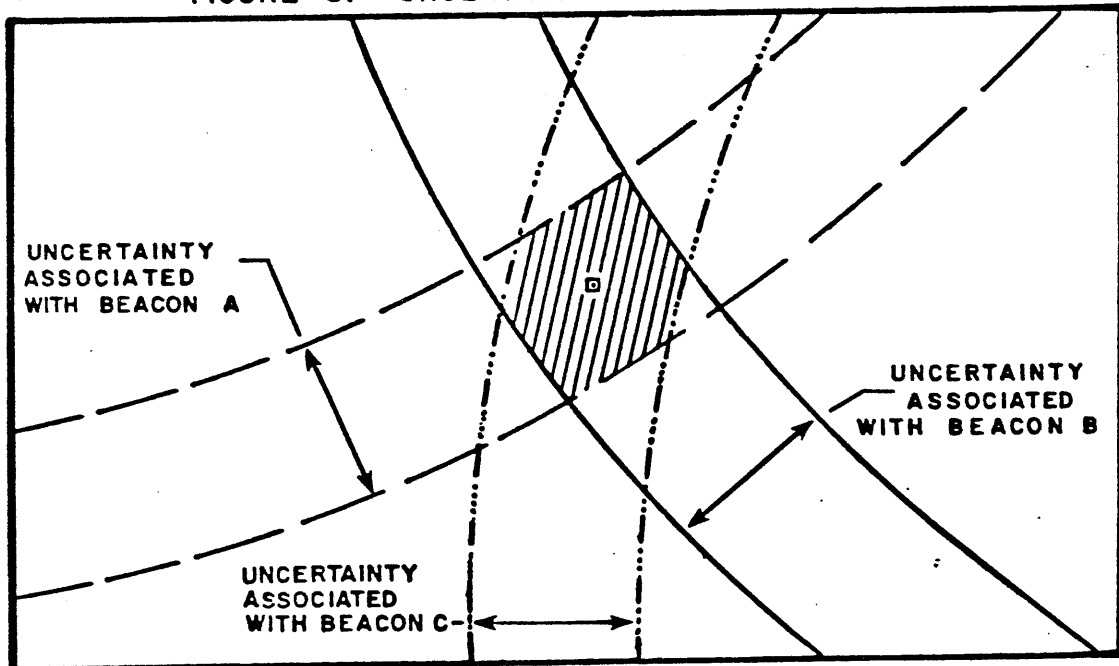 UNCERTAINTY
ASSOCIATED
WITH BEACON A
UNCERTAINTY
ASSOCIATED
WITH BEACON B
UNCERTAINTY
ASSOCIATED
WITH BEACON C